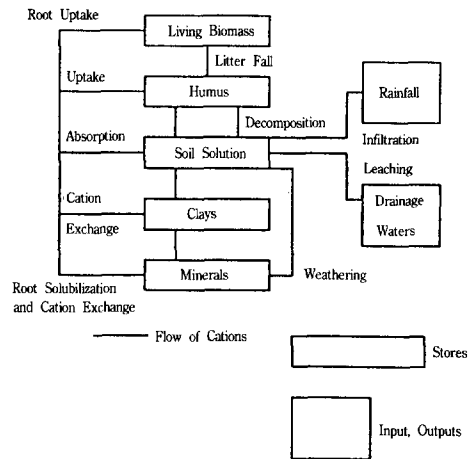 Root Uptake
Living Biomass
Litter Fall
Uptake
Humus
Rainfall
Decomposition
Absorption
Soil Solution
Infiltration
Leaching
Cation
Clays
Drainage
Exchange
Waters
Minerals
Weathering
Root Solubilization
and Cation Exchange
Flow of Cations
Stores
Input, Outputs